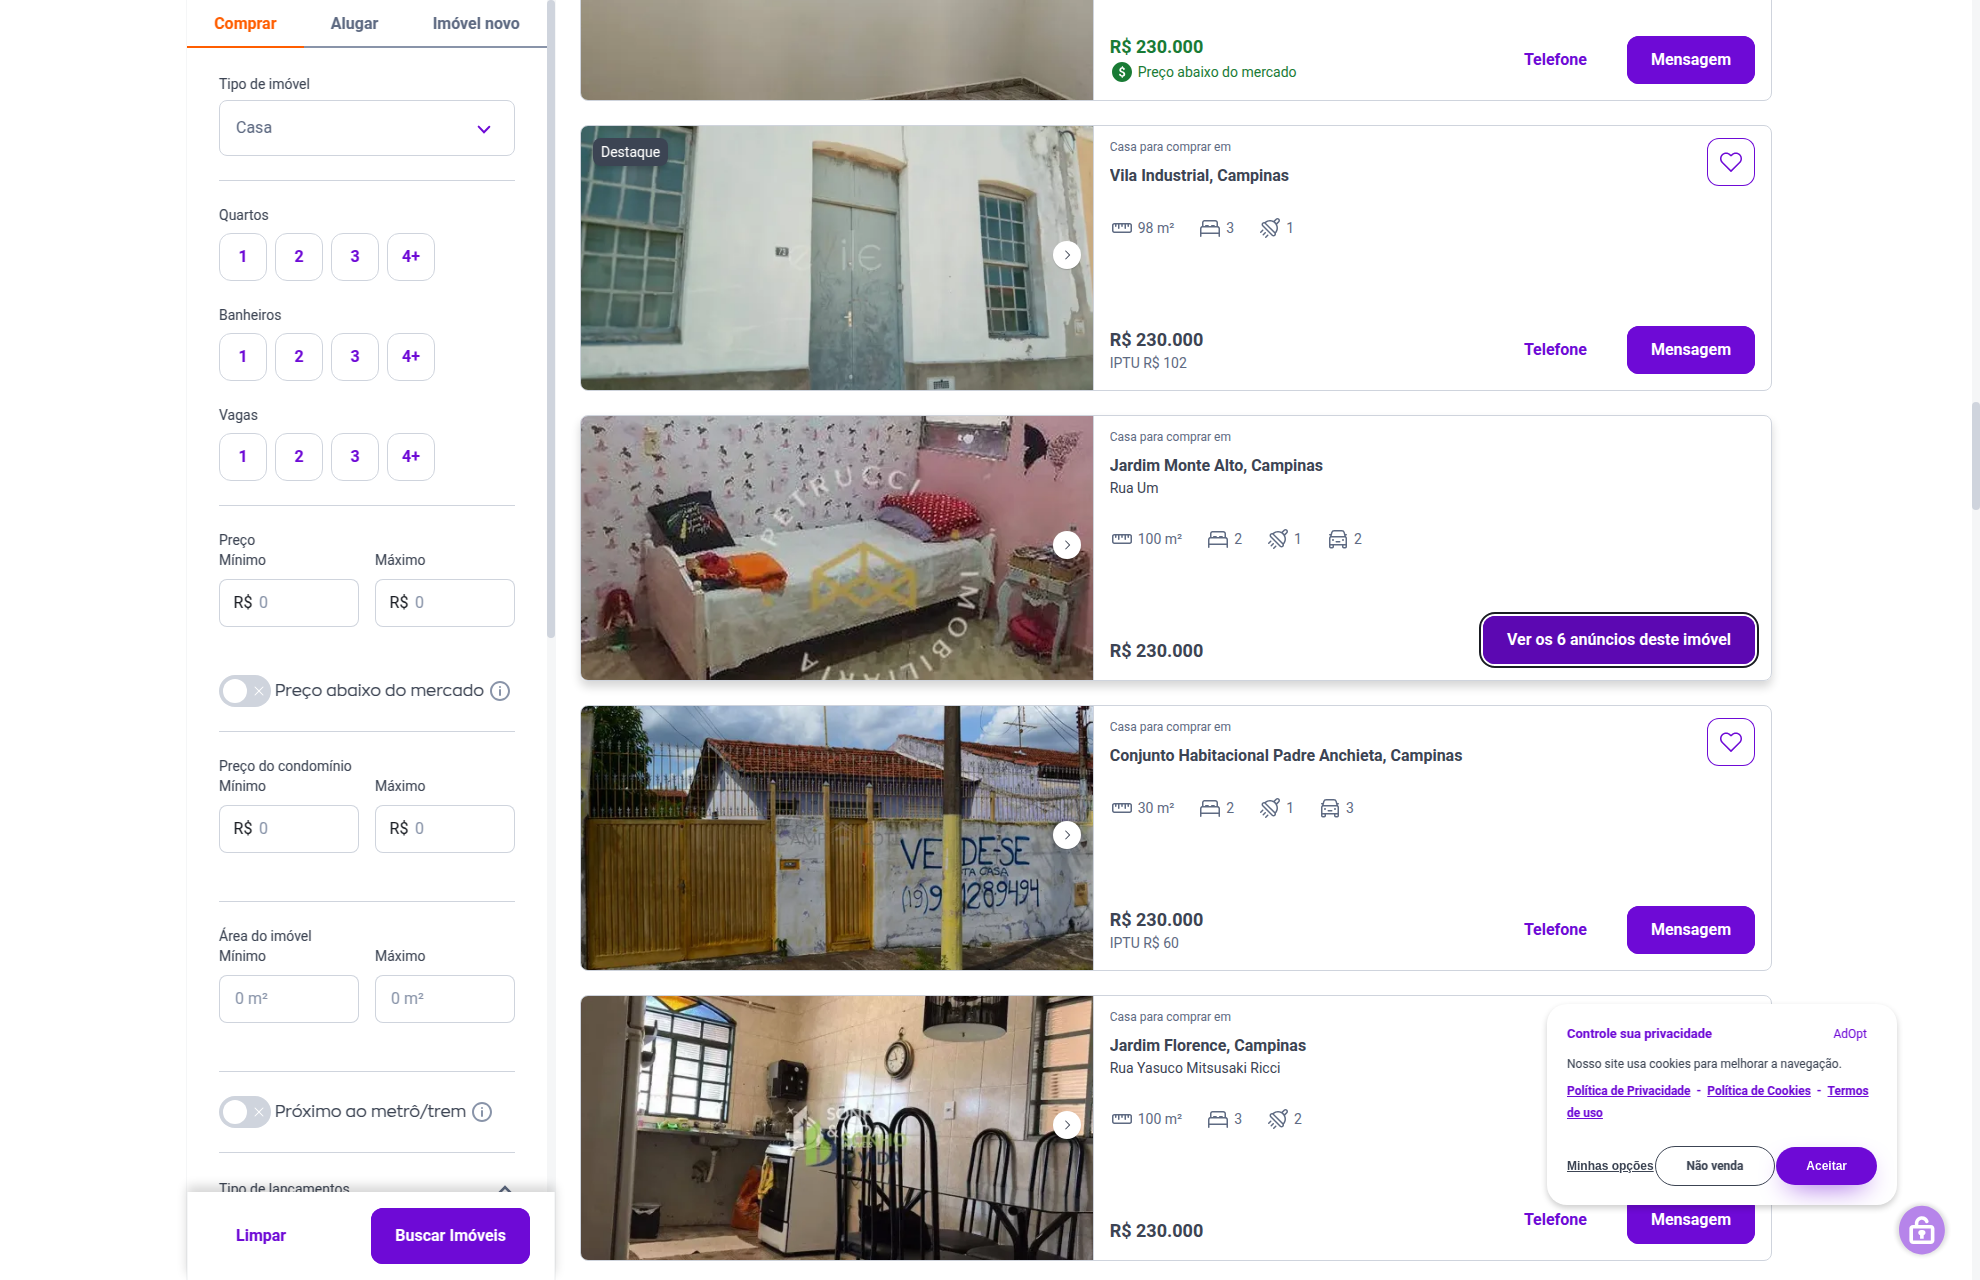 Comprar
Alugar
Imóvel novo
Tipo de imóvel
Casa
Quartos
1
2
3
4+
Banheiros
1
2
3
4+
Vagas
1
2
3
4+
Preço
Mínimo
Máximo
R$ 0
R$ 0
Preço abaixo do mercado
Preço do condomínio
Mínimo
Máximo
R$ 0
R$ 0
Área do imóvel
Mínimo
Máximo
0 m²
0 m²
Próximo ao metrô/trem
Tipo de lançamentos
Limpar
Buscar Imóveis
R$ 230.000
Preço abaixo do mercado
Telefone
Mensagem
Destaque
Casa para comprar em
Vila Industrial, Campinas
98 m²
3
1
R$ 230.000
IPTU R$ 102
Telefone
Mensagem
PETRUCCI
IMOBILIÁRIA
Casa para comprar em
Jardim Monte Alto, Campinas
Rua Um
100 m²
2
1
2
R$ 230.000
Ver os 6 anúncios deste imóvel
VENDE-SE
Casa para comprar em
Conjunto Habitacional Padre Anchieta, Campinas
30 m²
2
1
3
R$ 230.000
IPTU R$ 60
Telefone
Mensagem
Casa para comprar em
Jardim Florence, Campinas
Rua Yasuco Mitsusaki Ricci
100 m²
3
2
R$ 230.000
Telefone
Mensagem
Controle sua privacidade
AdOpt
Nosso site usa cookies para melhorar a navegação.
Política de Privacidade - Política de Cookies - Termos
de uso
Minhas opções
Não venda
Aceitar